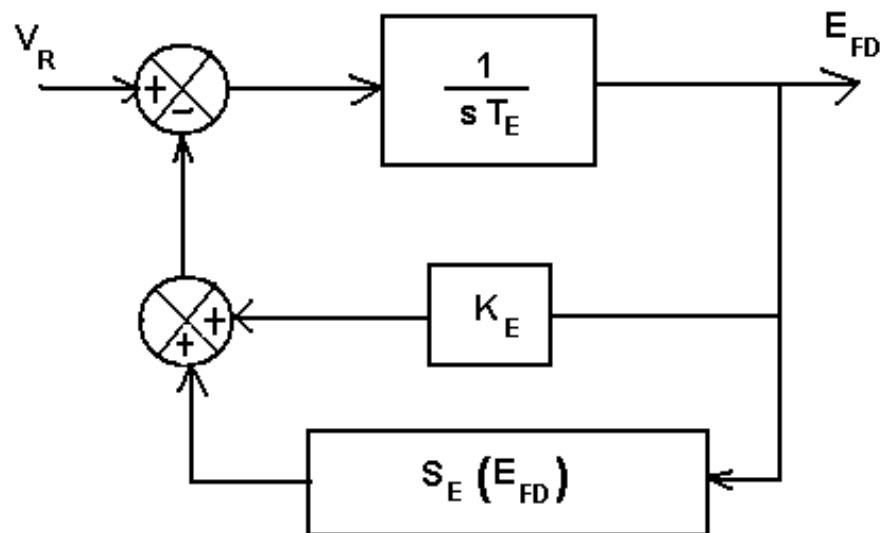 V_R
E_FD
+
−
1
s T_E
K_E
+
+
S_E (E_FD)